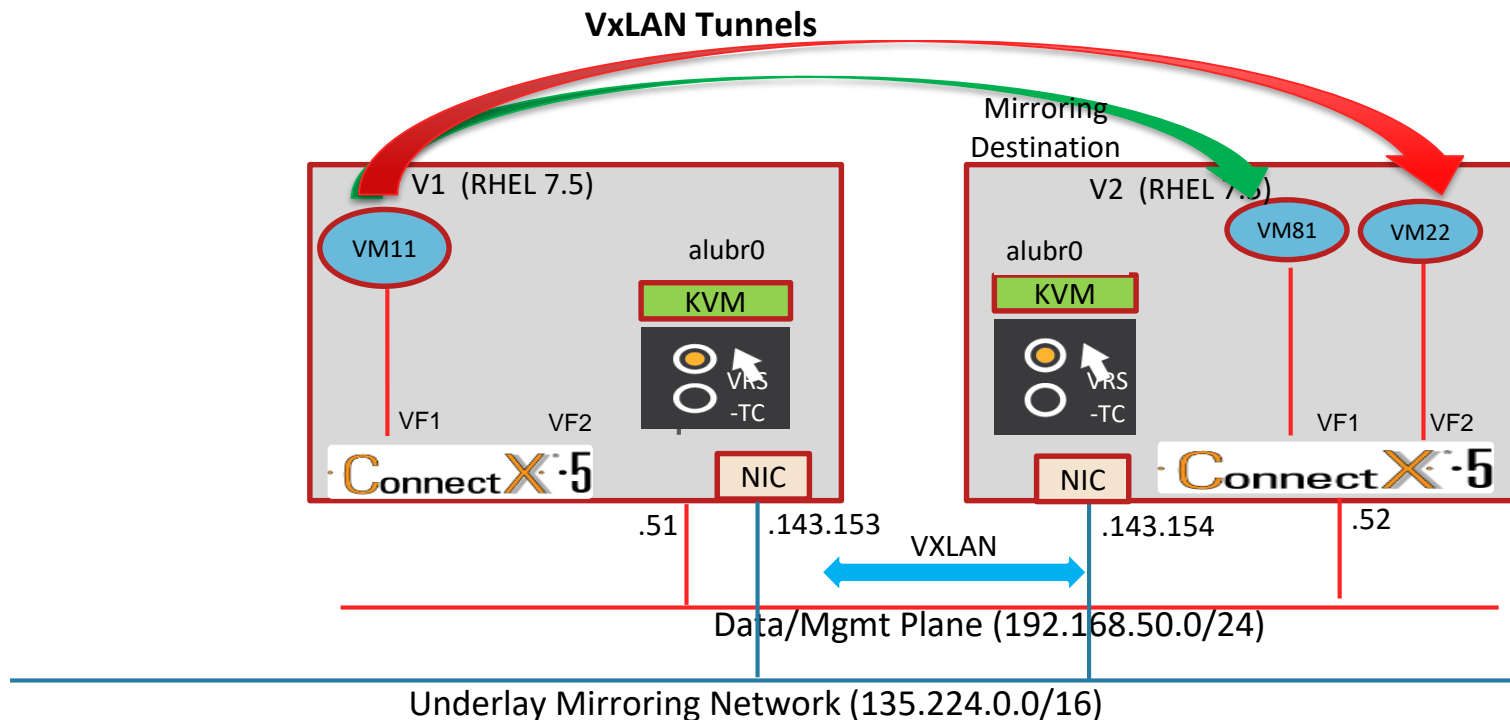 VxLAN Tunnels
Mirroring
Destination
V1 (RHEL 7.5)
V2 (RHEL 7.5)
VM11
VM81
VM22
alubr0
alubr0
KVM
KVM
VRS
-TC
VRS
-TC
VF1
VF2
VF1
VF2
ConnectX-5
NIC
NIC
ConnectX-5
.51
.143.153
.143.154
.52
VXLAN
Data/Mgmt Plane (192.168.50.0/24)
Underlay Mirroring Network (135.224.0.0/16)